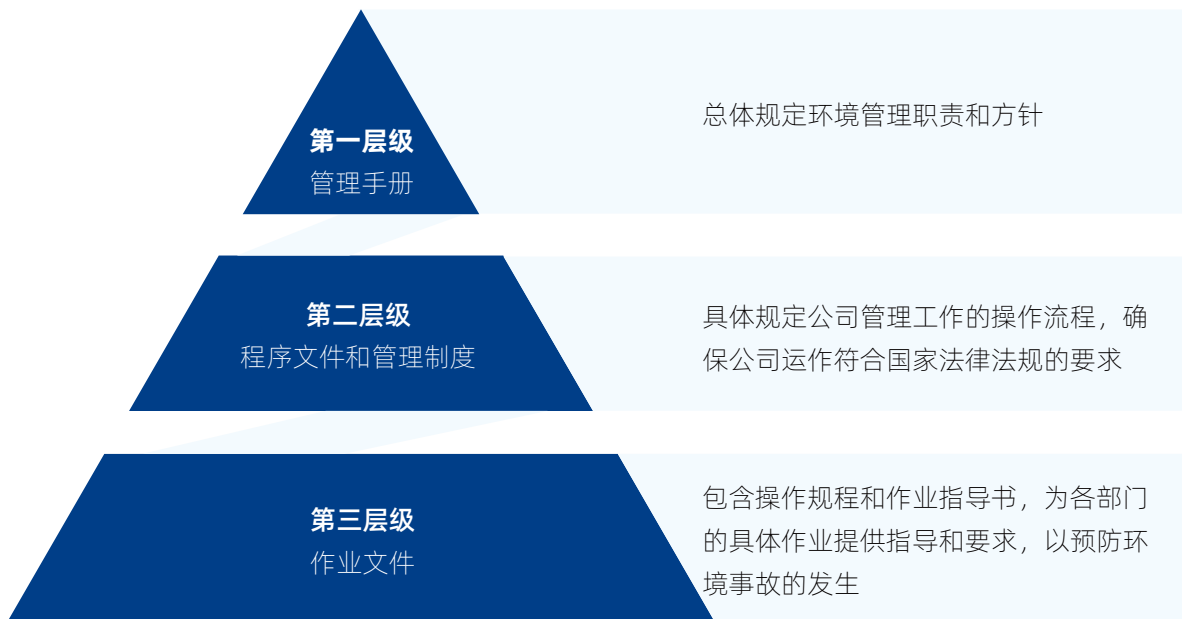 第一层级
管理手册
总体规定环境管理职责和方针
第二层级
程序文件和管理制度
具体规定公司管理工作的操作流程，确
保公司运作符合国家法律法规的要求
第三层级
作业文件
包含操作规程和作业指导书，为各部门
的具体作业提供指导和要求，以预防环
境事故的发生